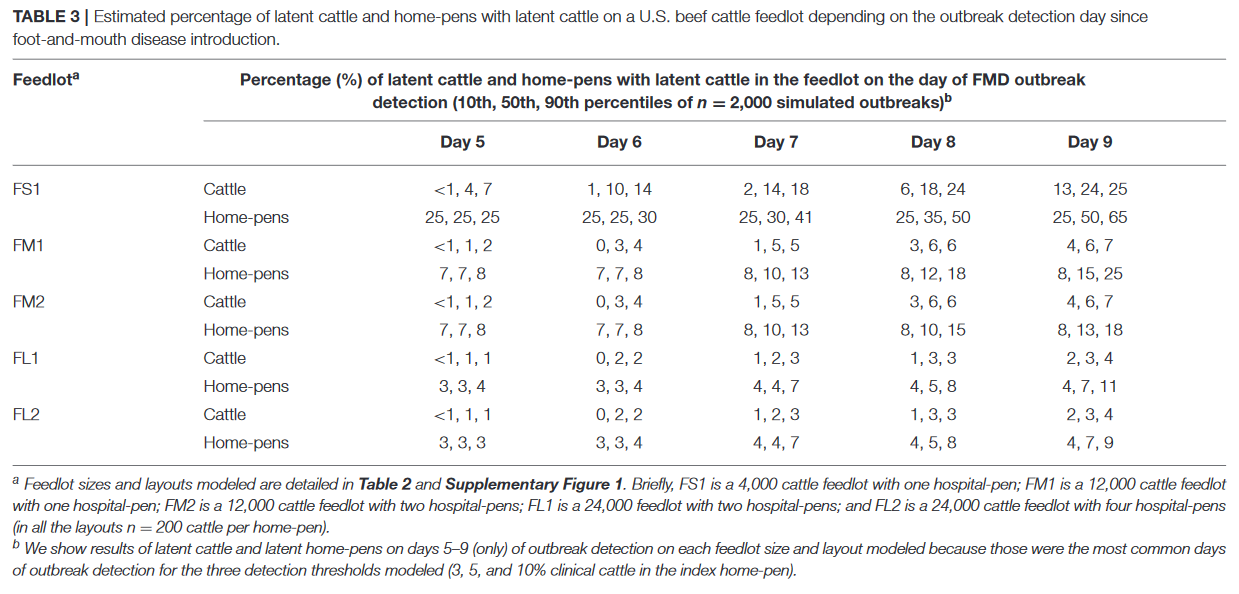 TABLE 3 | Estimated percentage of latent cattle and home-pens with latent cattle on a U.S. beef cattle feedlot depending on the outbreak detection day since
foot-and-mouth disease introduction.
Feedlotᵃ Percentage (%) of latent cattle and home-pens with latent cattle in the feedlot on the day of FMD outbreak
detection (10th, 50th, 90th percentiles of n = 2,000 simulated outbreaks)ᵇ
Day 5 Day 6 Day 7 Day 8 Day 9
FS1 Cattle <1, 4, 7 1, 10, 14 2, 14, 18 6, 18, 24 13, 24, 25
Home-pens 25, 25, 25 25, 25, 30 25, 30, 41 25, 35, 50 25, 50, 65
FM1 Cattle <1, 1, 2 0, 3, 4 1, 5, 5 3, 6, 6 4, 6, 7
Home-pens 7, 7, 8 7, 7, 8 8, 10, 13 8, 12, 18 8, 15, 25
FM2 Cattle <1, 1, 2 0, 3, 4 1, 5, 5 3, 6, 6 4, 6, 7
Home-pens 7, 7, 8 7, 7, 8 8, 10, 13 8, 10, 15 8, 13, 18
FL1 Cattle <1, 1, 1 0, 2, 2 1, 2, 3 1, 3, 3 2, 3, 4
Home-pens 3, 3, 4 3, 3, 4 4, 4, 7 4, 5, 8 4, 7, 11
FL2 Cattle <1, 1, 1 0, 2, 2 1, 2, 3 1, 3, 3 2, 3, 4
Home-pens 3, 3, 3 3, 3, 4 4, 4, 7 4, 5, 8 4, 7, 9
ᵃ Feedlot sizes and layouts modeled are detailed in Table 2 and Supplementary Figure 1. Briefly, FS1 is a 4,000 cattle feedlot with one hospital-pen; FM1 is a 12,000 cattle feedlot
with one hospital-pen; FM2 is a 12,000 cattle feedlot with two hospital-pens; FL1 is a 24,000 feedlot with two hospital-pens; and FL2 is a 24,000 cattle feedlot with four hospital-pens
(in all the layouts n = 200 cattle per home-pen).
ᵇ We show results of latent cattle and latent home-pens on days 5–9 (only) of outbreak detection on each feedlot size and layout modeled because those were the most common days
of outbreak detection for the three detection thresholds modeled (3, 5, and 10% clinical cattle in the index home-pen).